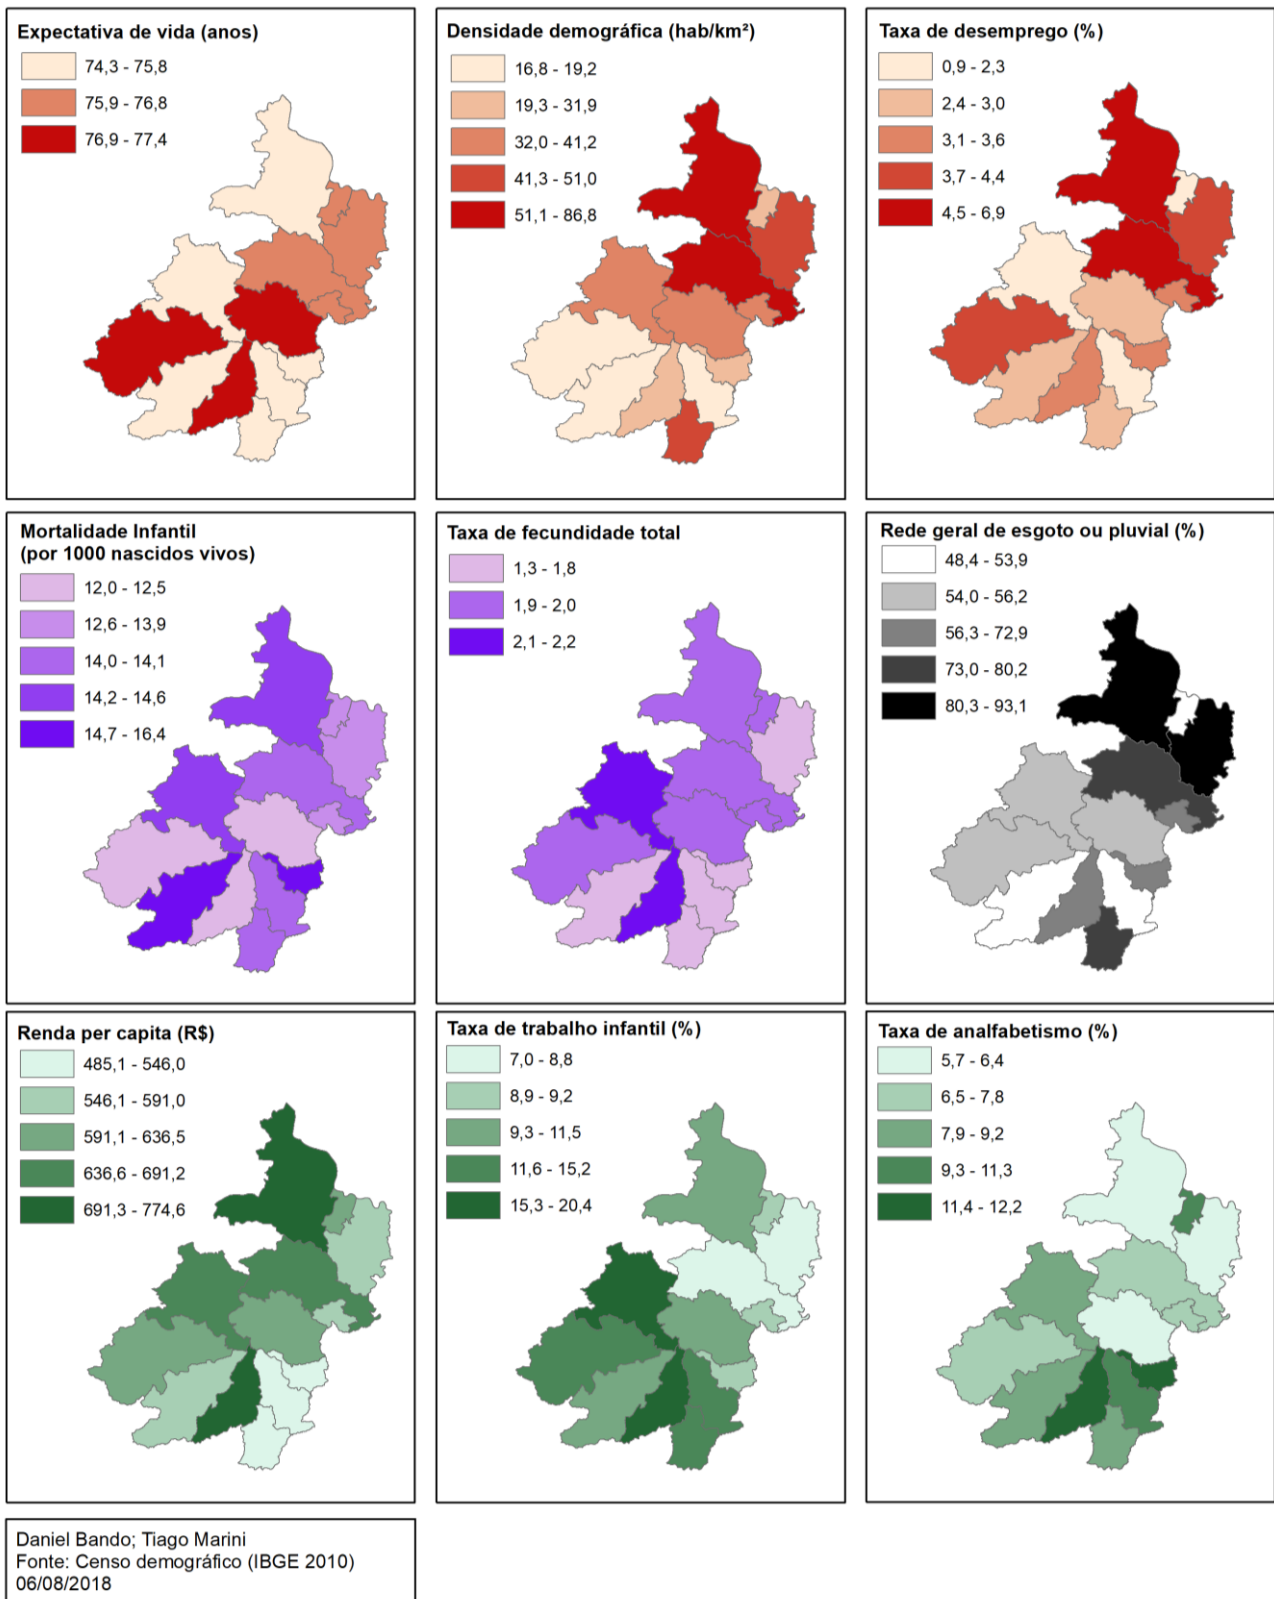 Expectativa de vida (anos)
74,3 - 75,8
75,9 - 76,8
76,9 - 77,4
Densidade demográfica (hab/km²)
16,8 - 19,2
19,3 - 31,9
32,0 - 41,2
41,3 - 51,0
51,1 - 86,8
Taxa de desemprego (%)
0,9 - 2,3
2,4 - 3,0
3,1 - 3,6
3,7 - 4,4
4,5 - 6,9
Mortalidade Infantil
(por 1000 nascidos vivos)
12,0 - 12,5
12,6 - 13,9
14,0 - 14,1
14,2 - 14,6
14,7 - 16,4
Taxa de fecundidade total
1,3 - 1,8
1,9 - 2,0
2,1 - 2,2
Rede geral de esgoto ou pluvial (%)
48,4 - 53,9
54,0 - 56,2
56,3 - 72,9
73,0 - 80,2
80,3 - 93,1
Renda per capita (R$)
485,1 - 546,0
546,1 - 591,0
591,1 - 636,5
636,6 - 691,2
691,3 - 774,6
Taxa de trabalho infantil (%)
7,0 - 8,8
8,9 - 9,2
9,3 - 11,5
11,6 - 15,2
15,3 - 20,4
Taxa de analfabetismo (%)
5,7 - 6,4
6,5 - 7,8
7,9 - 9,2
9,3 - 11,3
11,4 - 12,2
Daniel Bando; Tiago Marini
Fonte: Censo demográfico (IBGE 2010)
06/08/2018